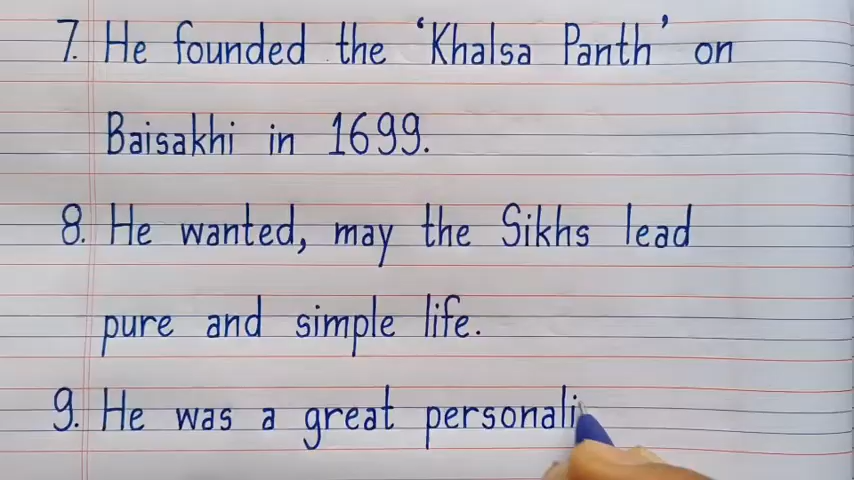 7. He founded the ‘Khalsa Panth’ on
Baisakhi in 1699.
8. He wanted, may the Sikhs lead
pure and simple life.
9. He was a great personali